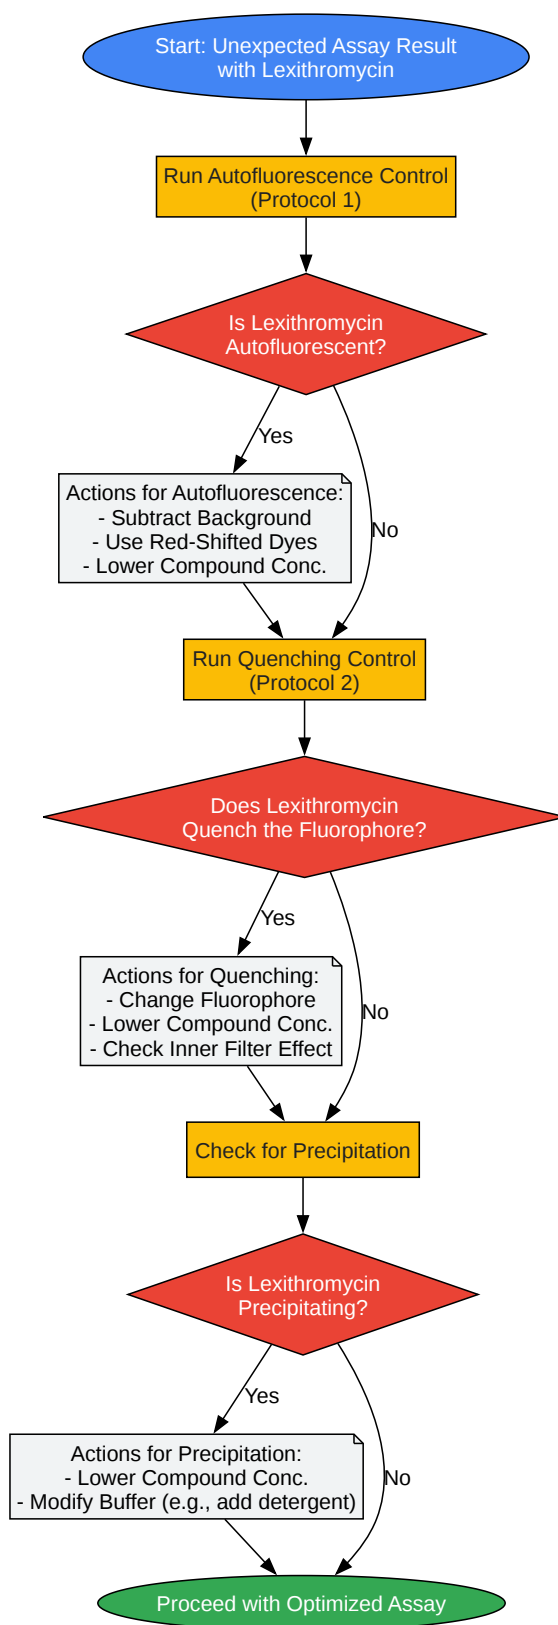 Start: Unexpected Assay Result
with Lexithromycin
Run Autofluorescence Control
(Protocol 1)
Is Lexithromycin
Autofluorescent?
Yes
No
Actions for Autofluorescence:
- Subtract Background
- Use Red-Shifted Dyes
- Lower Compound Conc.
Run Quenching Control
(Protocol 2)
Does Lexithromycin
Quench the Fluorophore?
Yes
No
Actions for Quenching:
- Change Fluorophore
- Lower Compound Conc.
- Check Inner Filter Effect
Check for Precipitation
Is Lexithromycin
Precipitating?
Yes
No
Actions for Precipitation:
- Lower Compound Conc.
- Modify Buffer (e.g., add detergent)
Proceed with Optimized Assay